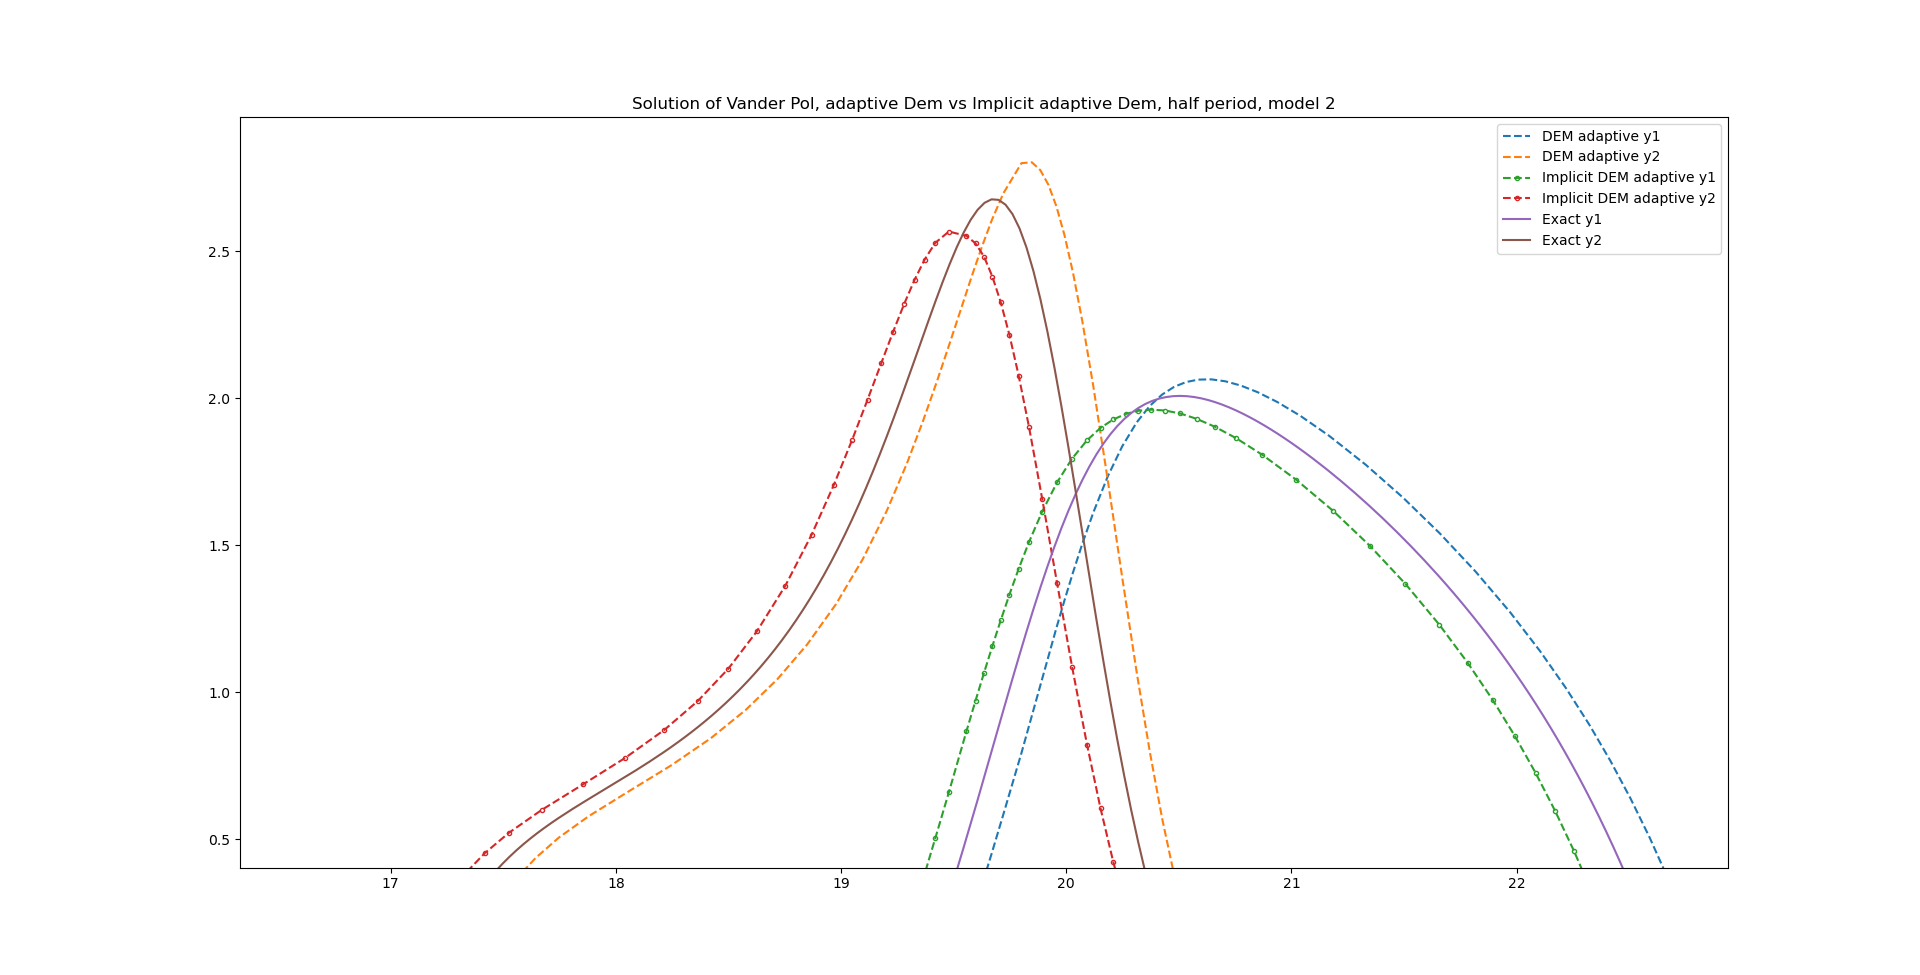 Solution of Vander Pol, adaptive Dem vs Implicit adaptive Dem, half period, model 2
DEM adaptive y1
DEM adaptive y2
Implicit DEM adaptive y1
Implicit DEM adaptive y2
Exact y1
Exact y2
2.5
2.0
1.5
1.0
0.5
17 18 19 20 21 22